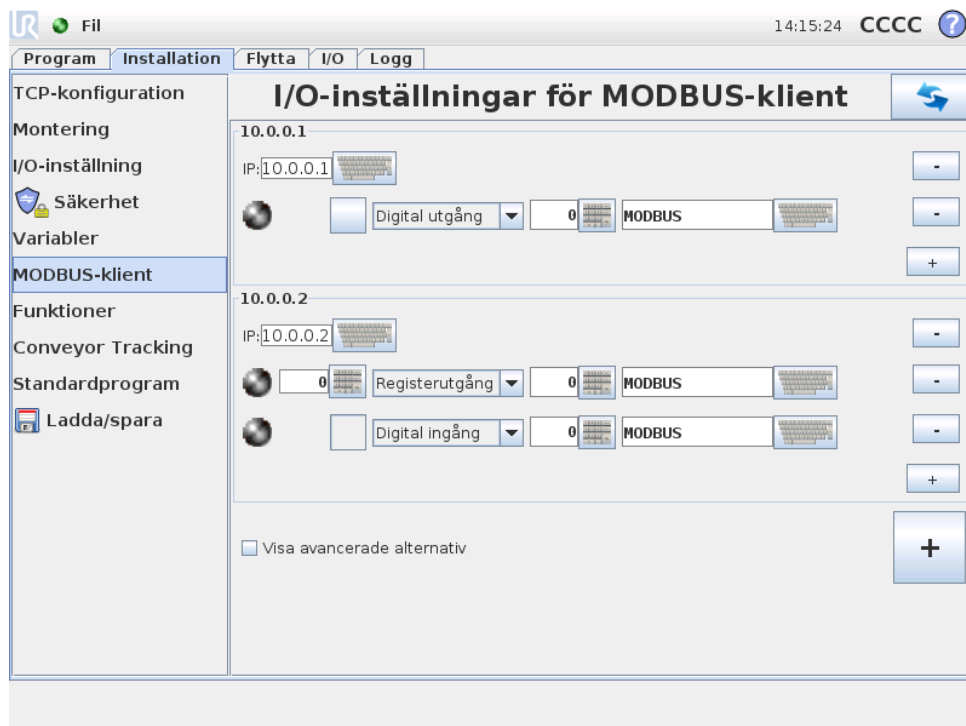 UR Fil 14:15:24 CCCC ?
Program Installation Flytta I/O Logg
TCP-konfiguration
Montering
I/O-inställning
Säkerhet
Variabler
MODBUS-klient
Funktioner
Conveyor Tracking
Standardprogram
Ladda/spara
I/O-inställningar för MODBUS-klient
10.0.0.1
IP: 10.0.0.1 -
Digital utgång 0 MODBUS -
+
10.0.0.2
IP: 10.0.0.2 -
0 Registerutgång 0 MODBUS -
Digital ingång 0 MODBUS -
+
Visa avancerade alternativ +